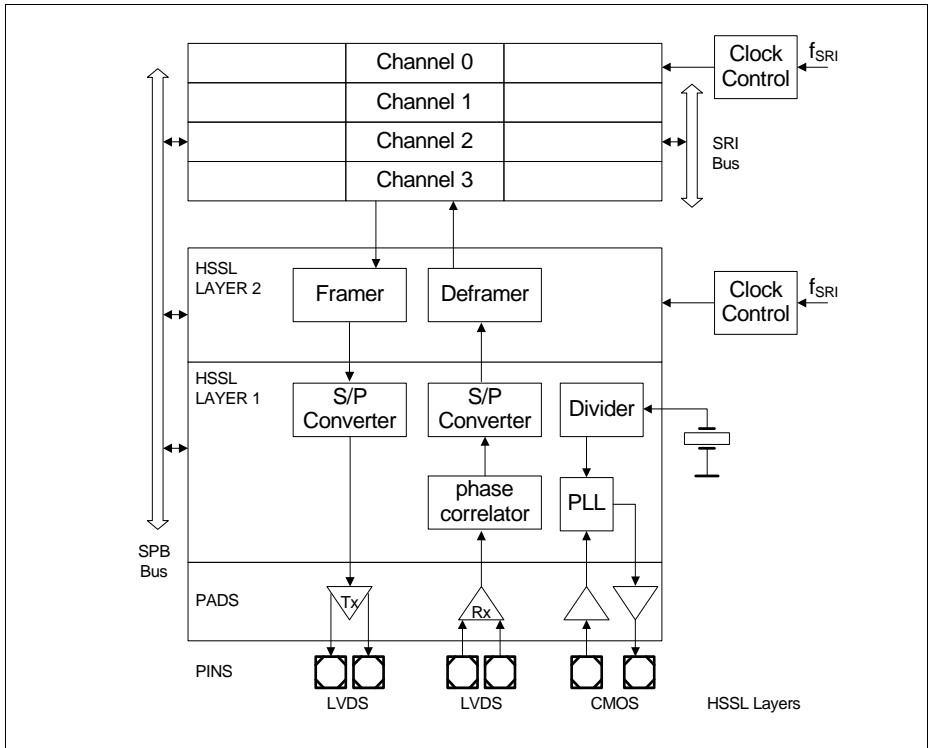 Channel 0
Channel 1
Channel 2
Channel 3
Clock
Control
fSRI
SRI
Bus
HSSL
LAYER 2
Framer
Deframer
Clock
Control
fSRI
HSSL
LAYER 1
S/P
Converter
S/P
Converter
Divider
phase
correlator
PLL
SPB
Bus
PADS
Tx
Rx
PINS
LVDS
LVDS
CMOS
HSSL Layers